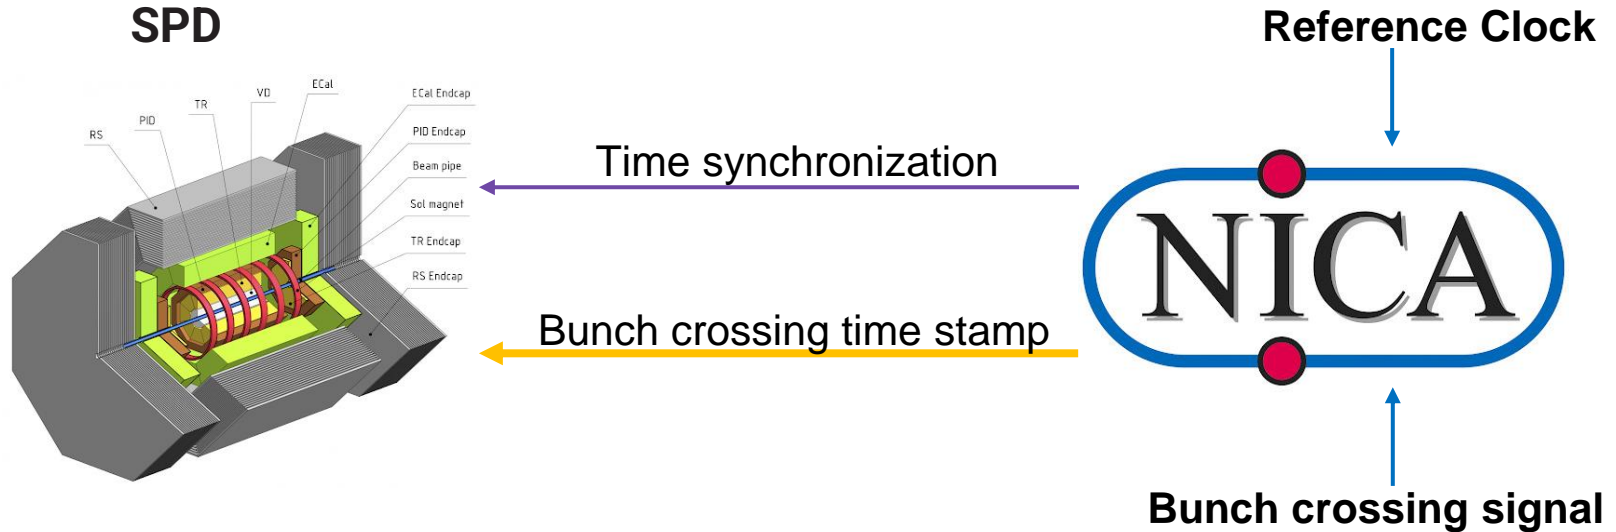 SPD
Reference Clock
RS
PID
TR
VD
ECal
ECal Endcap
PID Endcap
Beam pipe
Sol magnet
TR Endcap
RS Endcap
Time synchronization
Bunch crossing time stamp
NICA
Bunch crossing signal